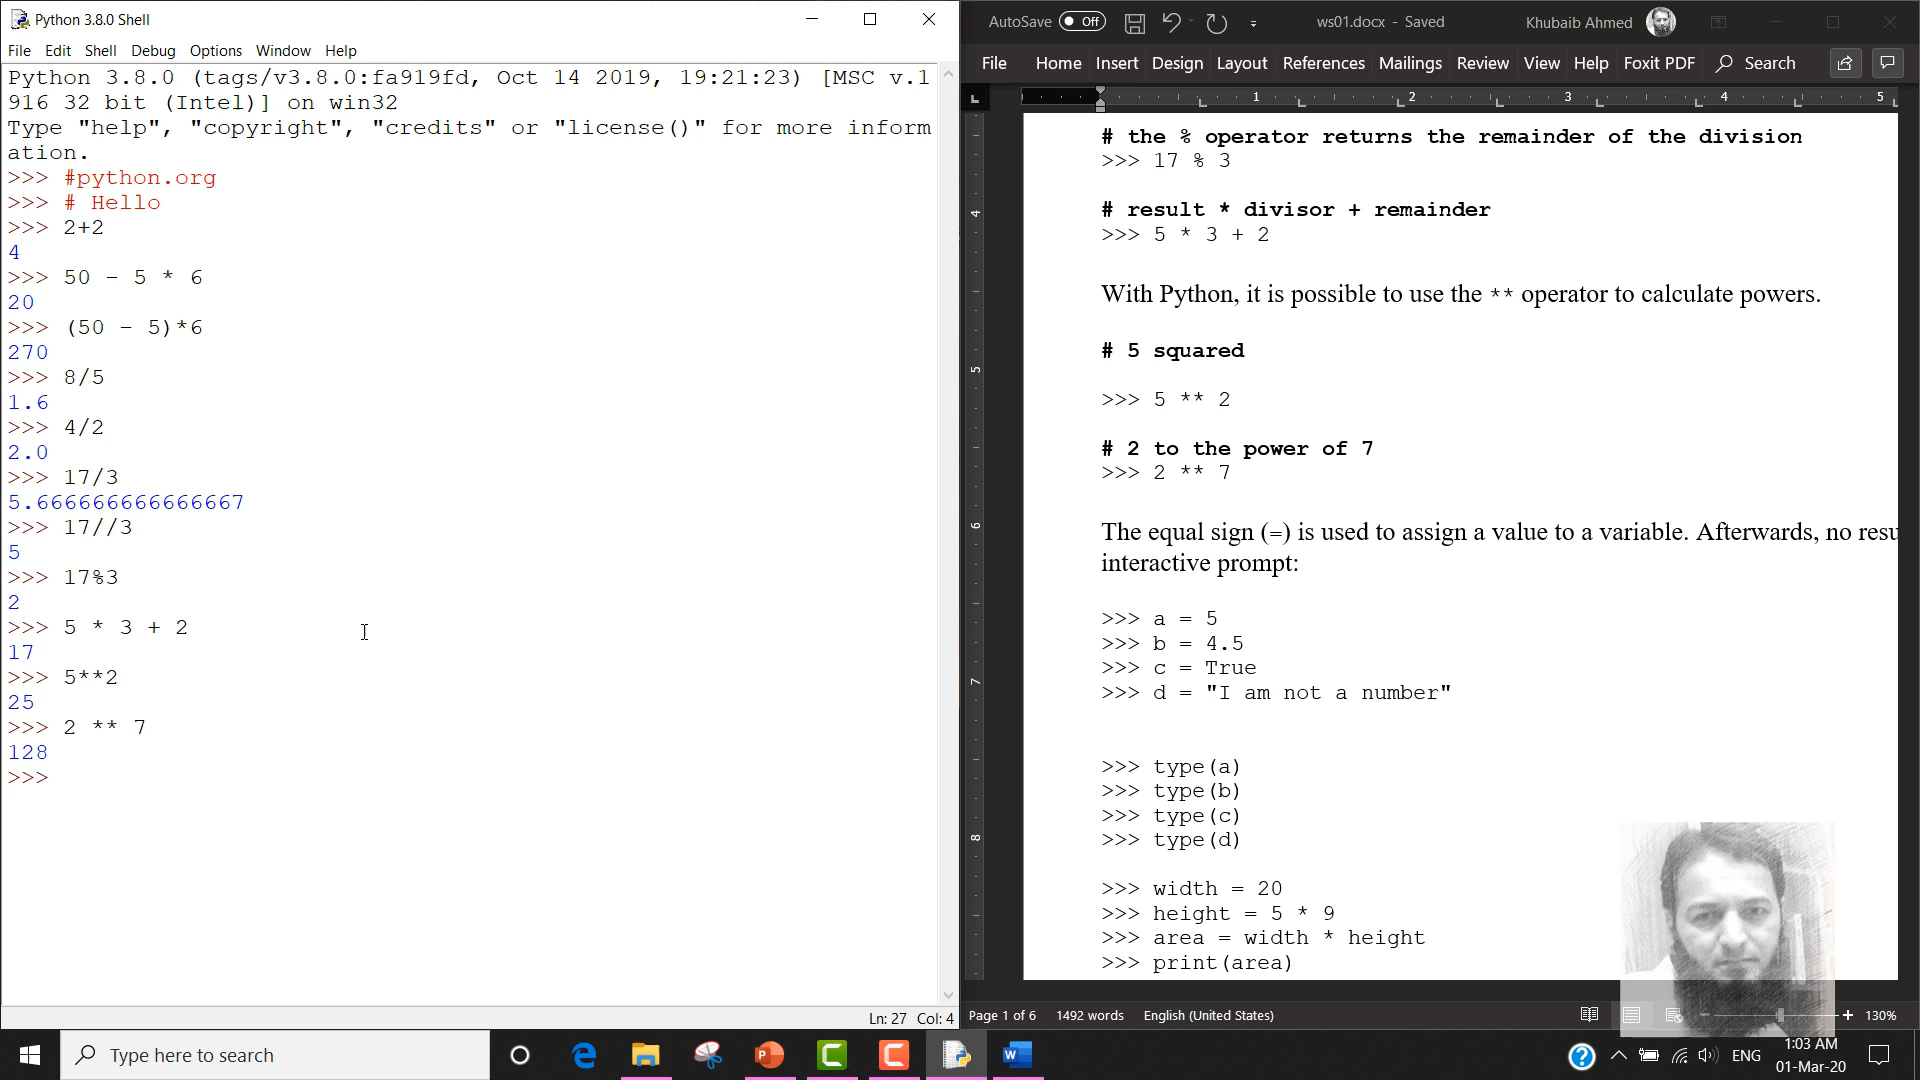 Python 3.8.0 Shell
File Edit Shell Debug Options Window Help
Python 3.8.0 (tags/v3.8.0:fa919fd, Oct 14 2019, 19:21:23) [MSC v.1
916 32 bit (Intel)] on win32
Type "help", "copyright", "credits" or "license()" for more inform
ation.
>>> #python.org
>>> # Hello
>>> 2+2
4
>>> 50 - 5 * 6
20
>>> (50 - 5)*6
270
>>> 8/5
1.6
>>> 4/2
2.0
>>> 17/3
5.666666666666667
>>> 17//3
5
>>> 17%3
2
>>> 5 * 3 + 2
17
>>> 5**2
25
>>> 2 ** 7
128
>>>
Ln: 27 Col: 4
AutoSave Off ws01.docx - Saved Khubaib Ahmed
File Home Insert Design Layout References Mailings Review View Help Foxit PDF Search
L 1 2 3 4 5
# the % operator returns the remainder of the division
>>> 17 % 3
# result * divisor + remainder
4
>>> 5 * 3 + 2
With Python, it is possible to use the ** operator to calculate powers.
# 5 squared
5
>>> 5 ** 2
# 2 to the power of 7
>>> 2 ** 7
6
The equal sign (=) is used to assign a value to a variable. Afterwards, no resu
interactive prompt:
>>> a = 5
>>> b = 4.5
>>> c = True
7
>>> d = "I am not a number"
>>> type(a)
>>> type(b)
>>> type(c)
8
>>> type(d)
>>> width = 20
>>> height = 5 * 9
>>> area = width * height
>>> print(area)
Page 1 of 6 1492 words English (United States) 130%
Type here to search
ENG
1:03 AM
01-Mar-20